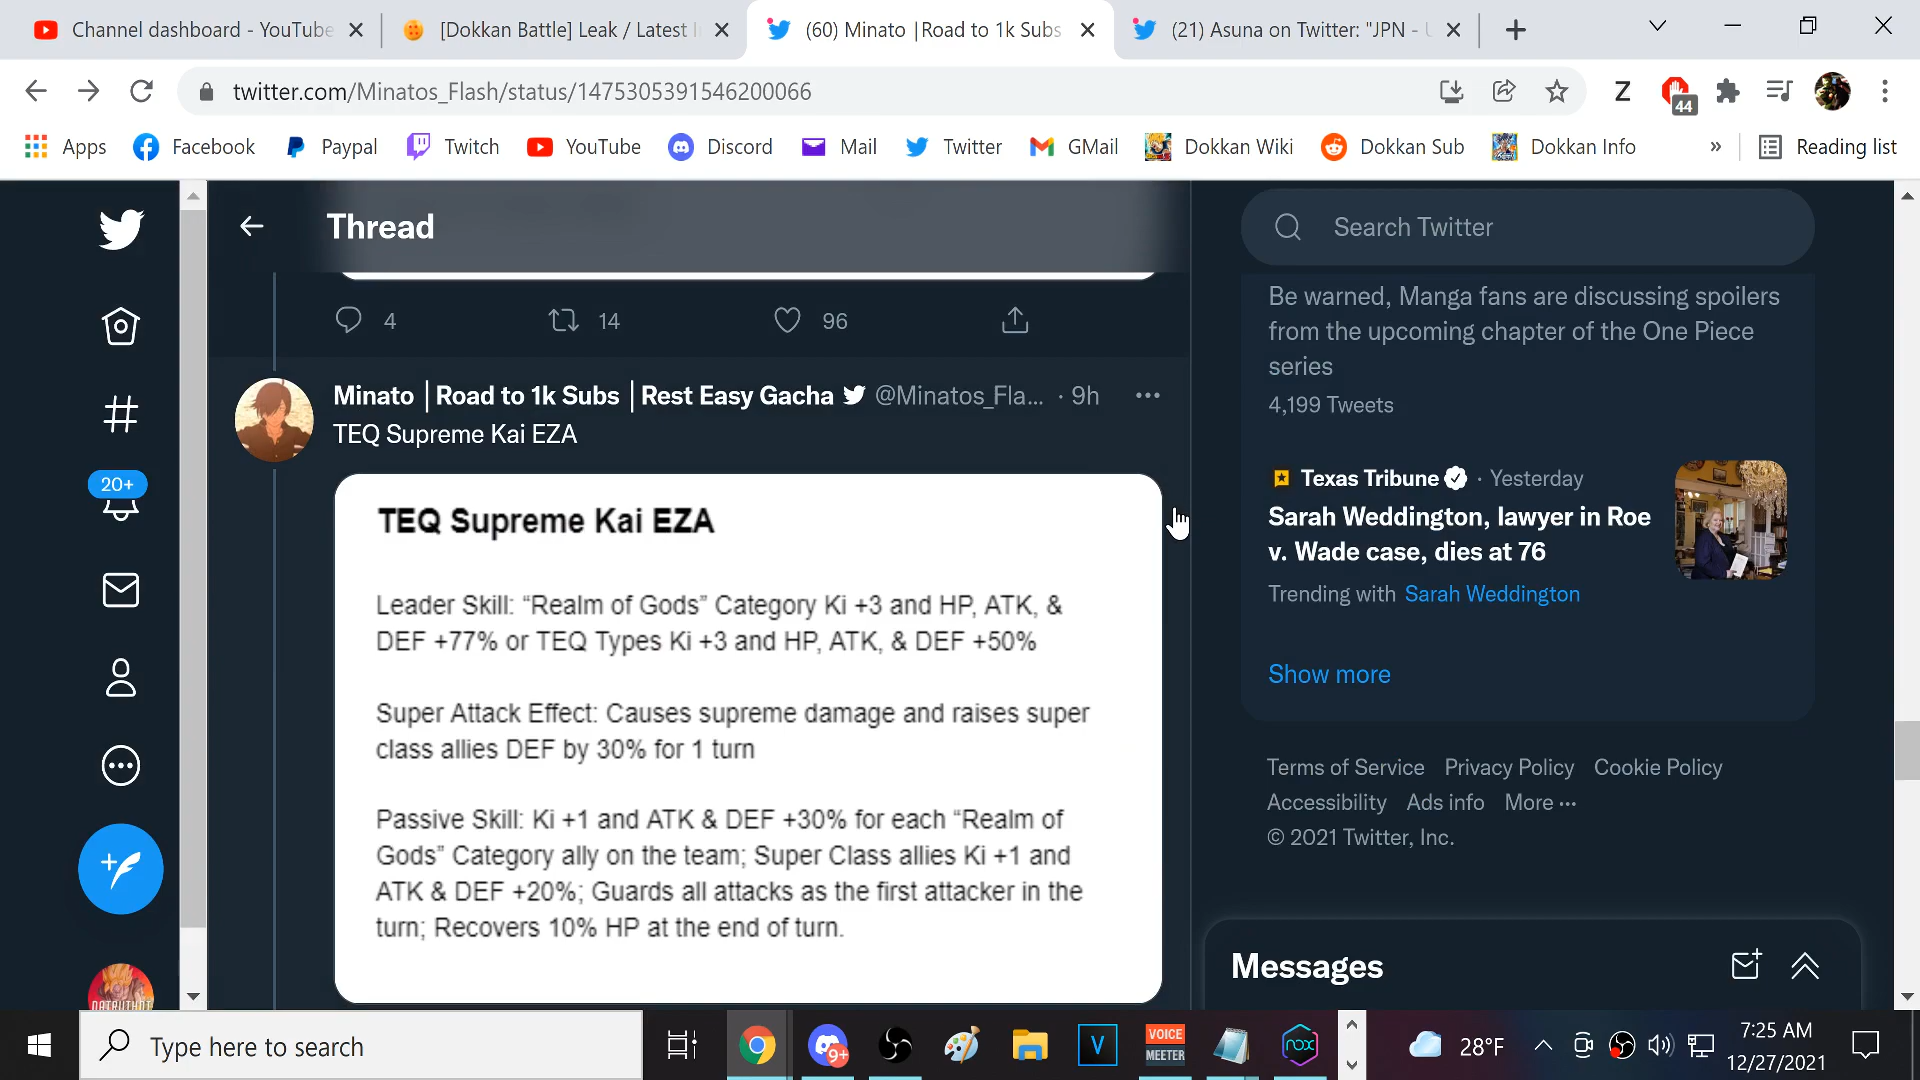 Channel dashboard - YouTube
[Dokkan Battle] Leak / Latest I
(60) Minato |Road to 1k Subs
(21) Asuna on Twitter: "JPN -
twitter.com/Minatos_Flash/status/1475305391546200066
Z
44
Apps
Facebook
Paypal
Twitch
YouTube
Discord
Mail
Twitter
GMail
Dokkan Wiki
Dokkan Sub
Dokkan Info
»
Reading list
Thread
Search Twitter
Be warned, Manga fans are discussing spoilers
from the upcoming chapter of the One Piece
series
4,199 Tweets
4
14
96
Minato |Road to 1k Subs |Rest Easy Gacha @Minatos_Fla... · 9h
TEQ Supreme Kai EZA
20+
TEQ Supreme Kai EZA
Leader Skill: “Realm of Gods” Category Ki +3 and HP, ATK, &
DEF +77% or TEQ Types Ki +3 and HP, ATK, & DEF +50%
Super Attack Effect: Causes supreme damage and raises super
class allies DEF by 30% for 1 turn
Passive Skill: Ki +1 and ATK & DEF +30% for each “Realm of
Gods” Category ally on the team; Super Class allies Ki +1 and
ATK & DEF +20%; Guards all attacks as the first attacker in the
turn; Recovers 10% HP at the end of turn.
Texas Tribune · Yesterday
Sarah Weddington, lawyer in Roe
v. Wade case, dies at 76
Trending with Sarah Weddington
Show more
Terms of Service Privacy Policy Cookie Policy
Accessibility Ads info More ···
© 2021 Twitter, Inc.
Messages
DATRUTHDT
Type here to search
9+
V
VOICE
MEETER
nox
28°F
7:25 AM
12/27/2021